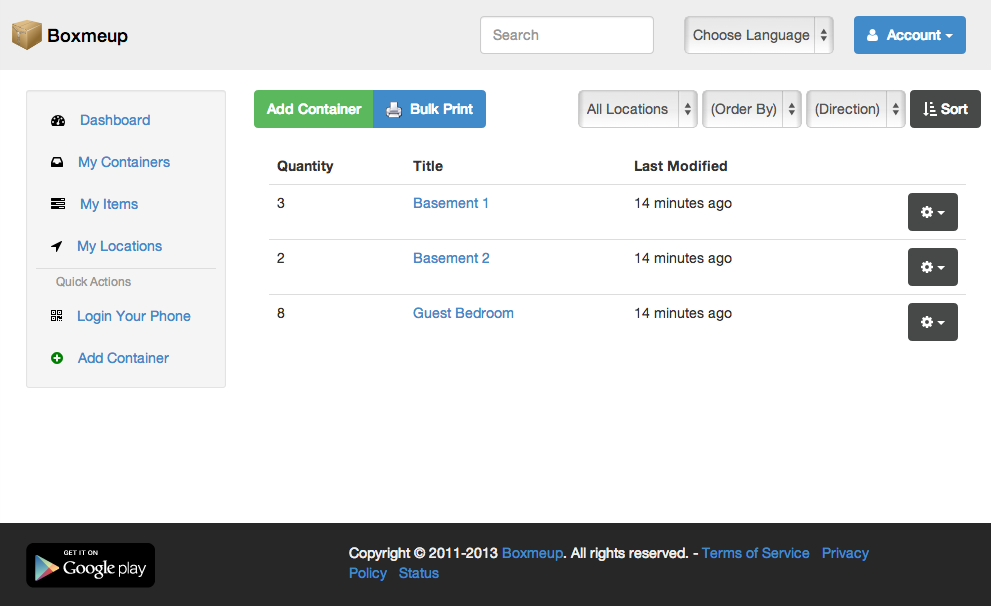 Boxmeup
Search
Choose Language
Account
Dashboard
My Containers
My Items
My Locations
Quick Actions
Login Your Phone
Add Container
Add Container Bulk Print
All Locations (Order By) (Direction) Sort
Quantity Title Last Modified
3 Basement 1 14 minutes ago
2 Basement 2 14 minutes ago
8 Guest Bedroom 14 minutes ago
GET IT ON
Google play
Copyright © 2011-2013 Boxmeup. All rights reserved. - Terms of Service Privacy
Policy Status